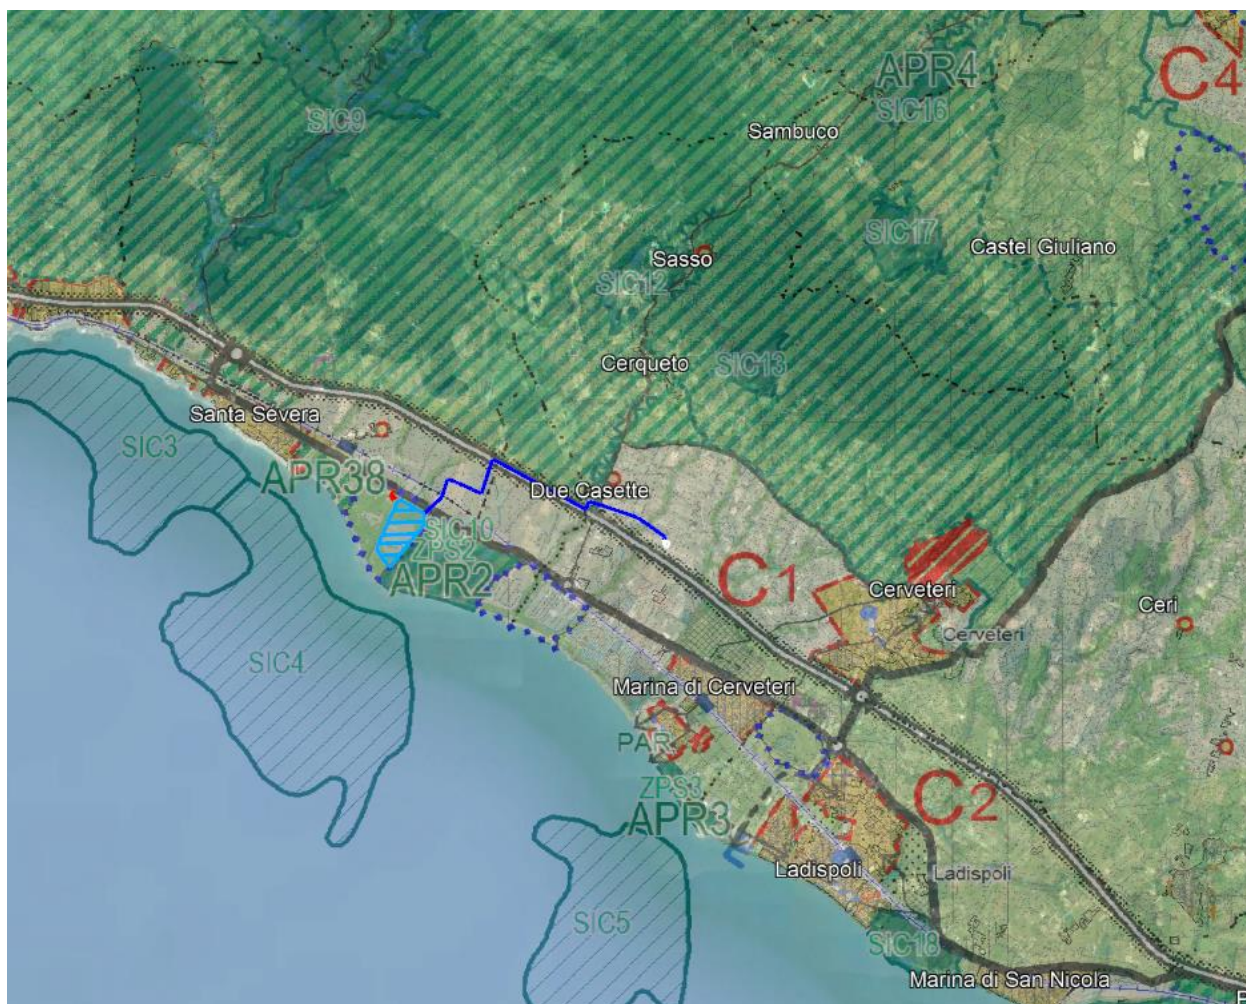 C4
APR4
SIC16
SIC9
Sambuco
SIC17
Castel Giuliano
Sasso
SIC12
Cerqueto
SIC13
Santa Severa
SIC3
APR38
Due Casette
SIC10
ZPS2
APR2
C1
Cerveteri
Ceri
Cerveteri
SIC4
Marina di Cerveteri
PAR
ZPS3
C2
APR3
Ladispoli
Ladispoli
SIC5
SIC18
Marina di San Nicola